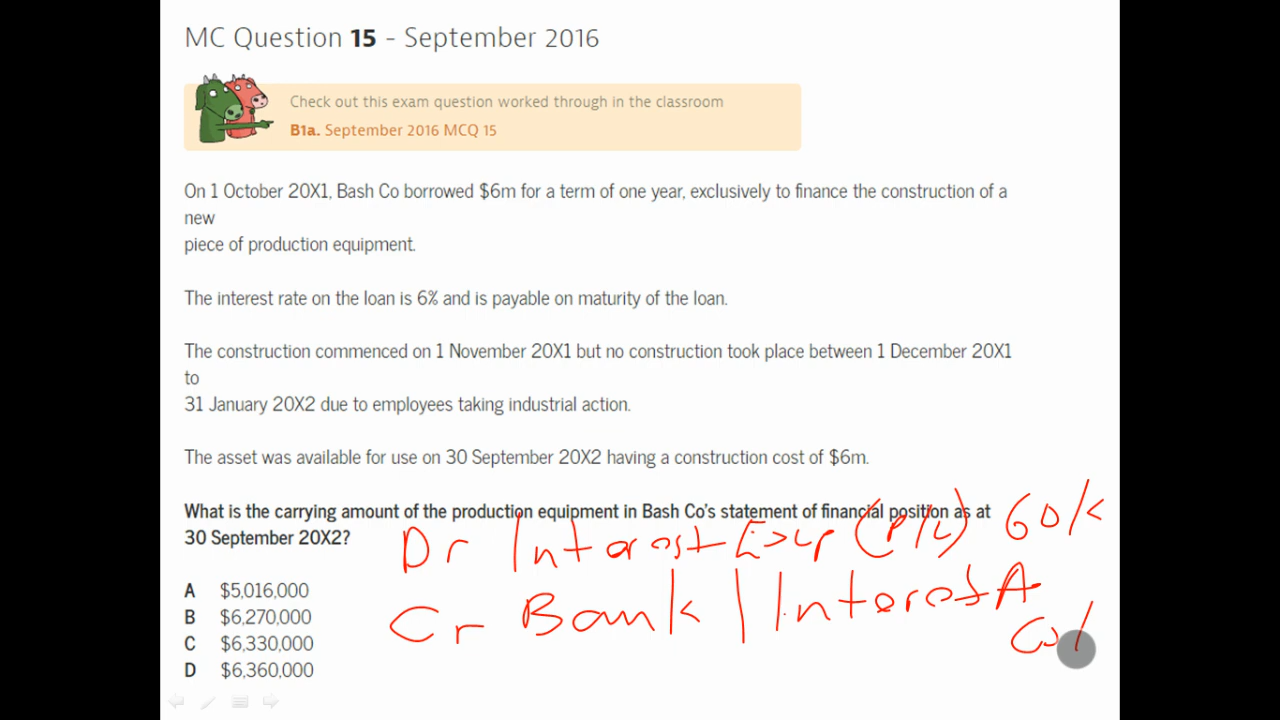 MC Question 15 - September 2016
Check out this exam question worked through in the classroom
B1a. September 2016 MCQ 15
On 1 October 20X1, Bash Co borrowed $6m for a term of one year, exclusively to finance the construction of a
new
piece of production equipment.
The interest rate on the loan is 6% and is payable on maturity of the loan.
The construction commenced on 1 November 20X1 but no construction took place between 1 December 20X1
to
31 January 20X2 due to employees taking industrial action.
The asset was available for use on 30 September 20X2 having a construction cost of $6m.
What is the carrying amount of the production equipment in Bash Co's statement of financial position as at
30 September 20X2?
Dr Interest Exp (P/L) 60k
Cr Bank | Interest A
A $5,016,000
B $6,270,000
C $6,330,000
D $6,360,000